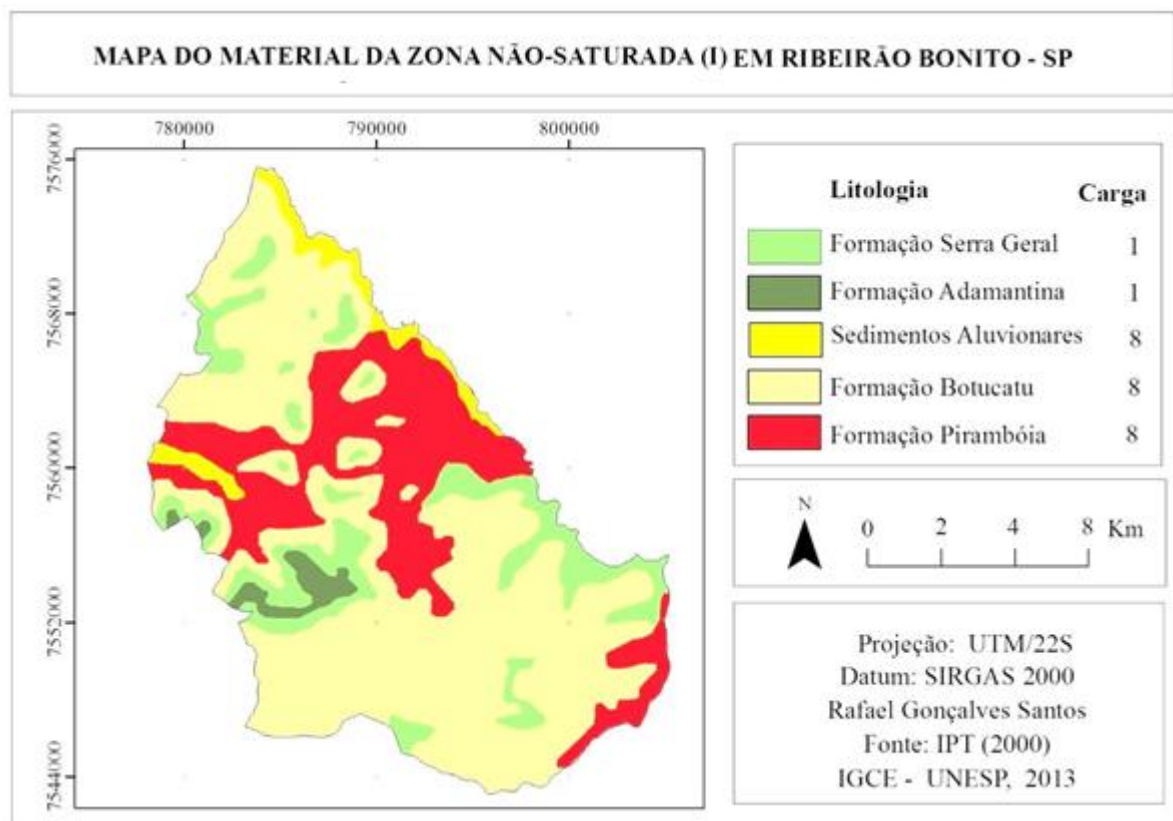 MAPA DO MATERIAL DA ZONA NÃO-SATURADA (I) EM RIBEIRÃO BONITO - SP
780000
790000
800000
7576000
7568000
7560000
7552000
7544000
Litologia Carga
Formação Serra Geral 1
Formação Adamantina 1
Sedimentos Aluvionares 8
Formação Botucatu 8
Formação Pirambóia 8
N
0 2 4 8 Km
Projeção: UTM/22S
Datum: SIRGAS 2000
Rafael Gonçalves Santos
Fonte: IPT (2000)
IGCE - UNESP, 2013